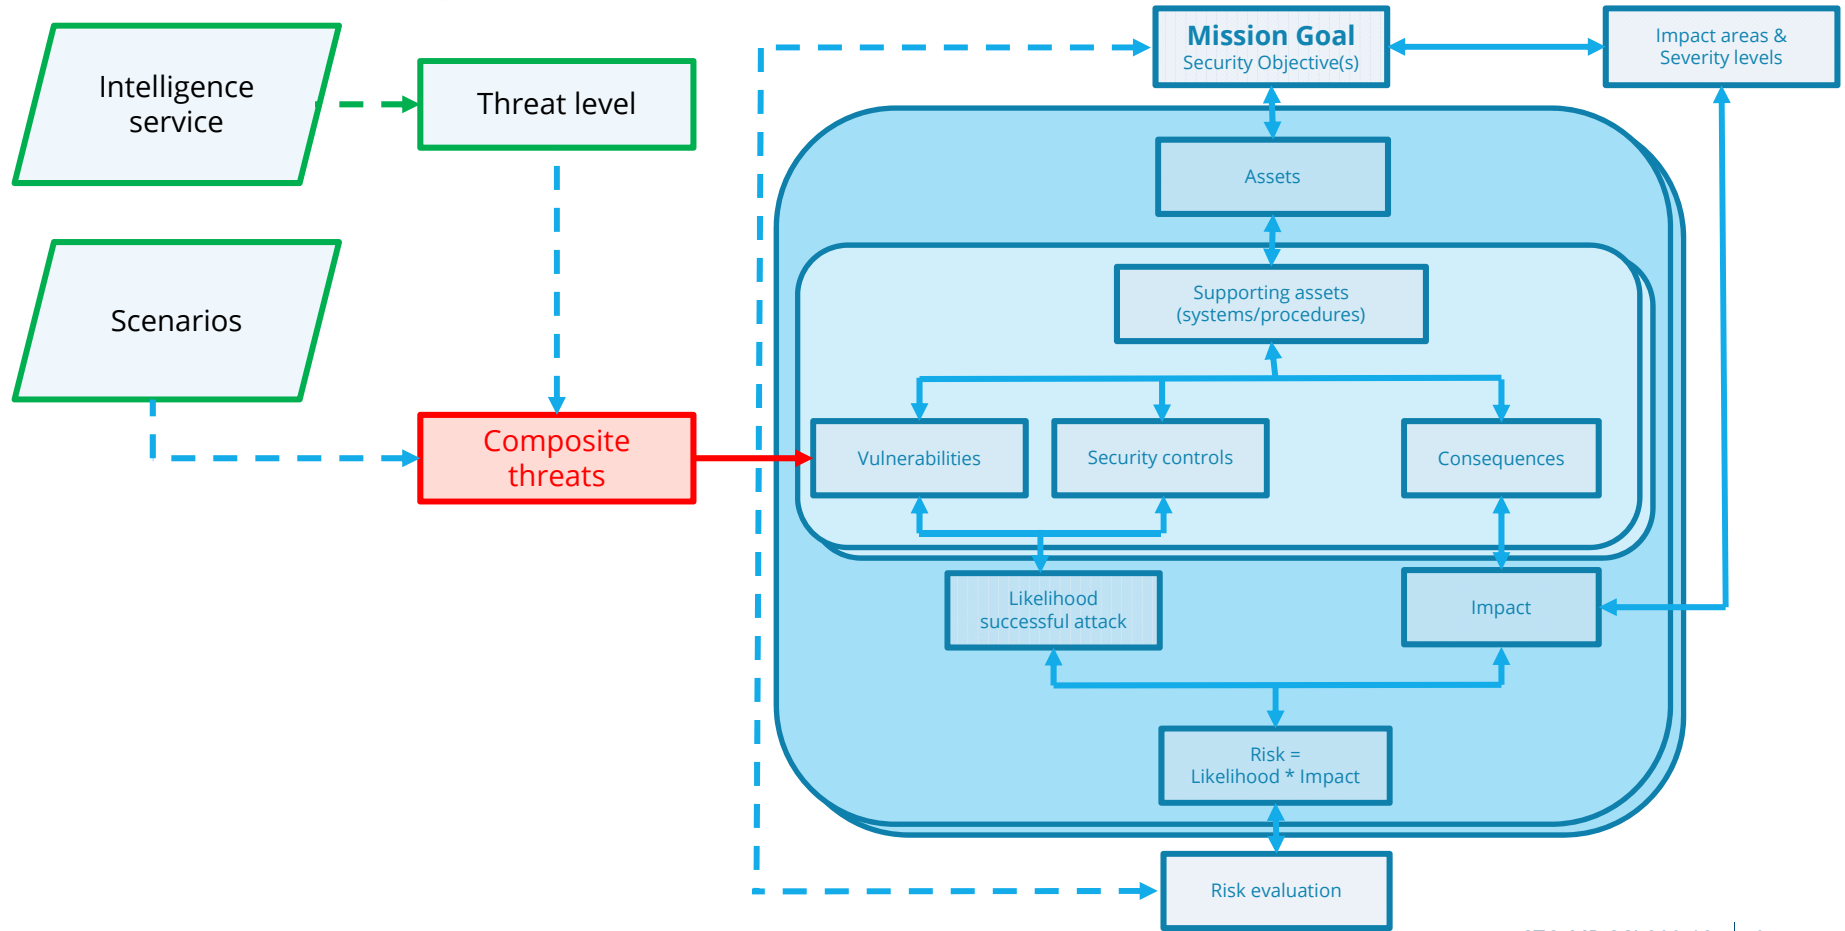 Mission Goal
Security Objective(s)
Impact areas &
Severity levels
Intelligence
service
Threat level
Assets
Scenarios
Supporting assets
(systems/procedures)
Composite
threats
Vulnerabilities
Security controls
Consequences
Likelihood
successful attack
Impact
Risk =
Likelihood * Impact
Risk evaluation